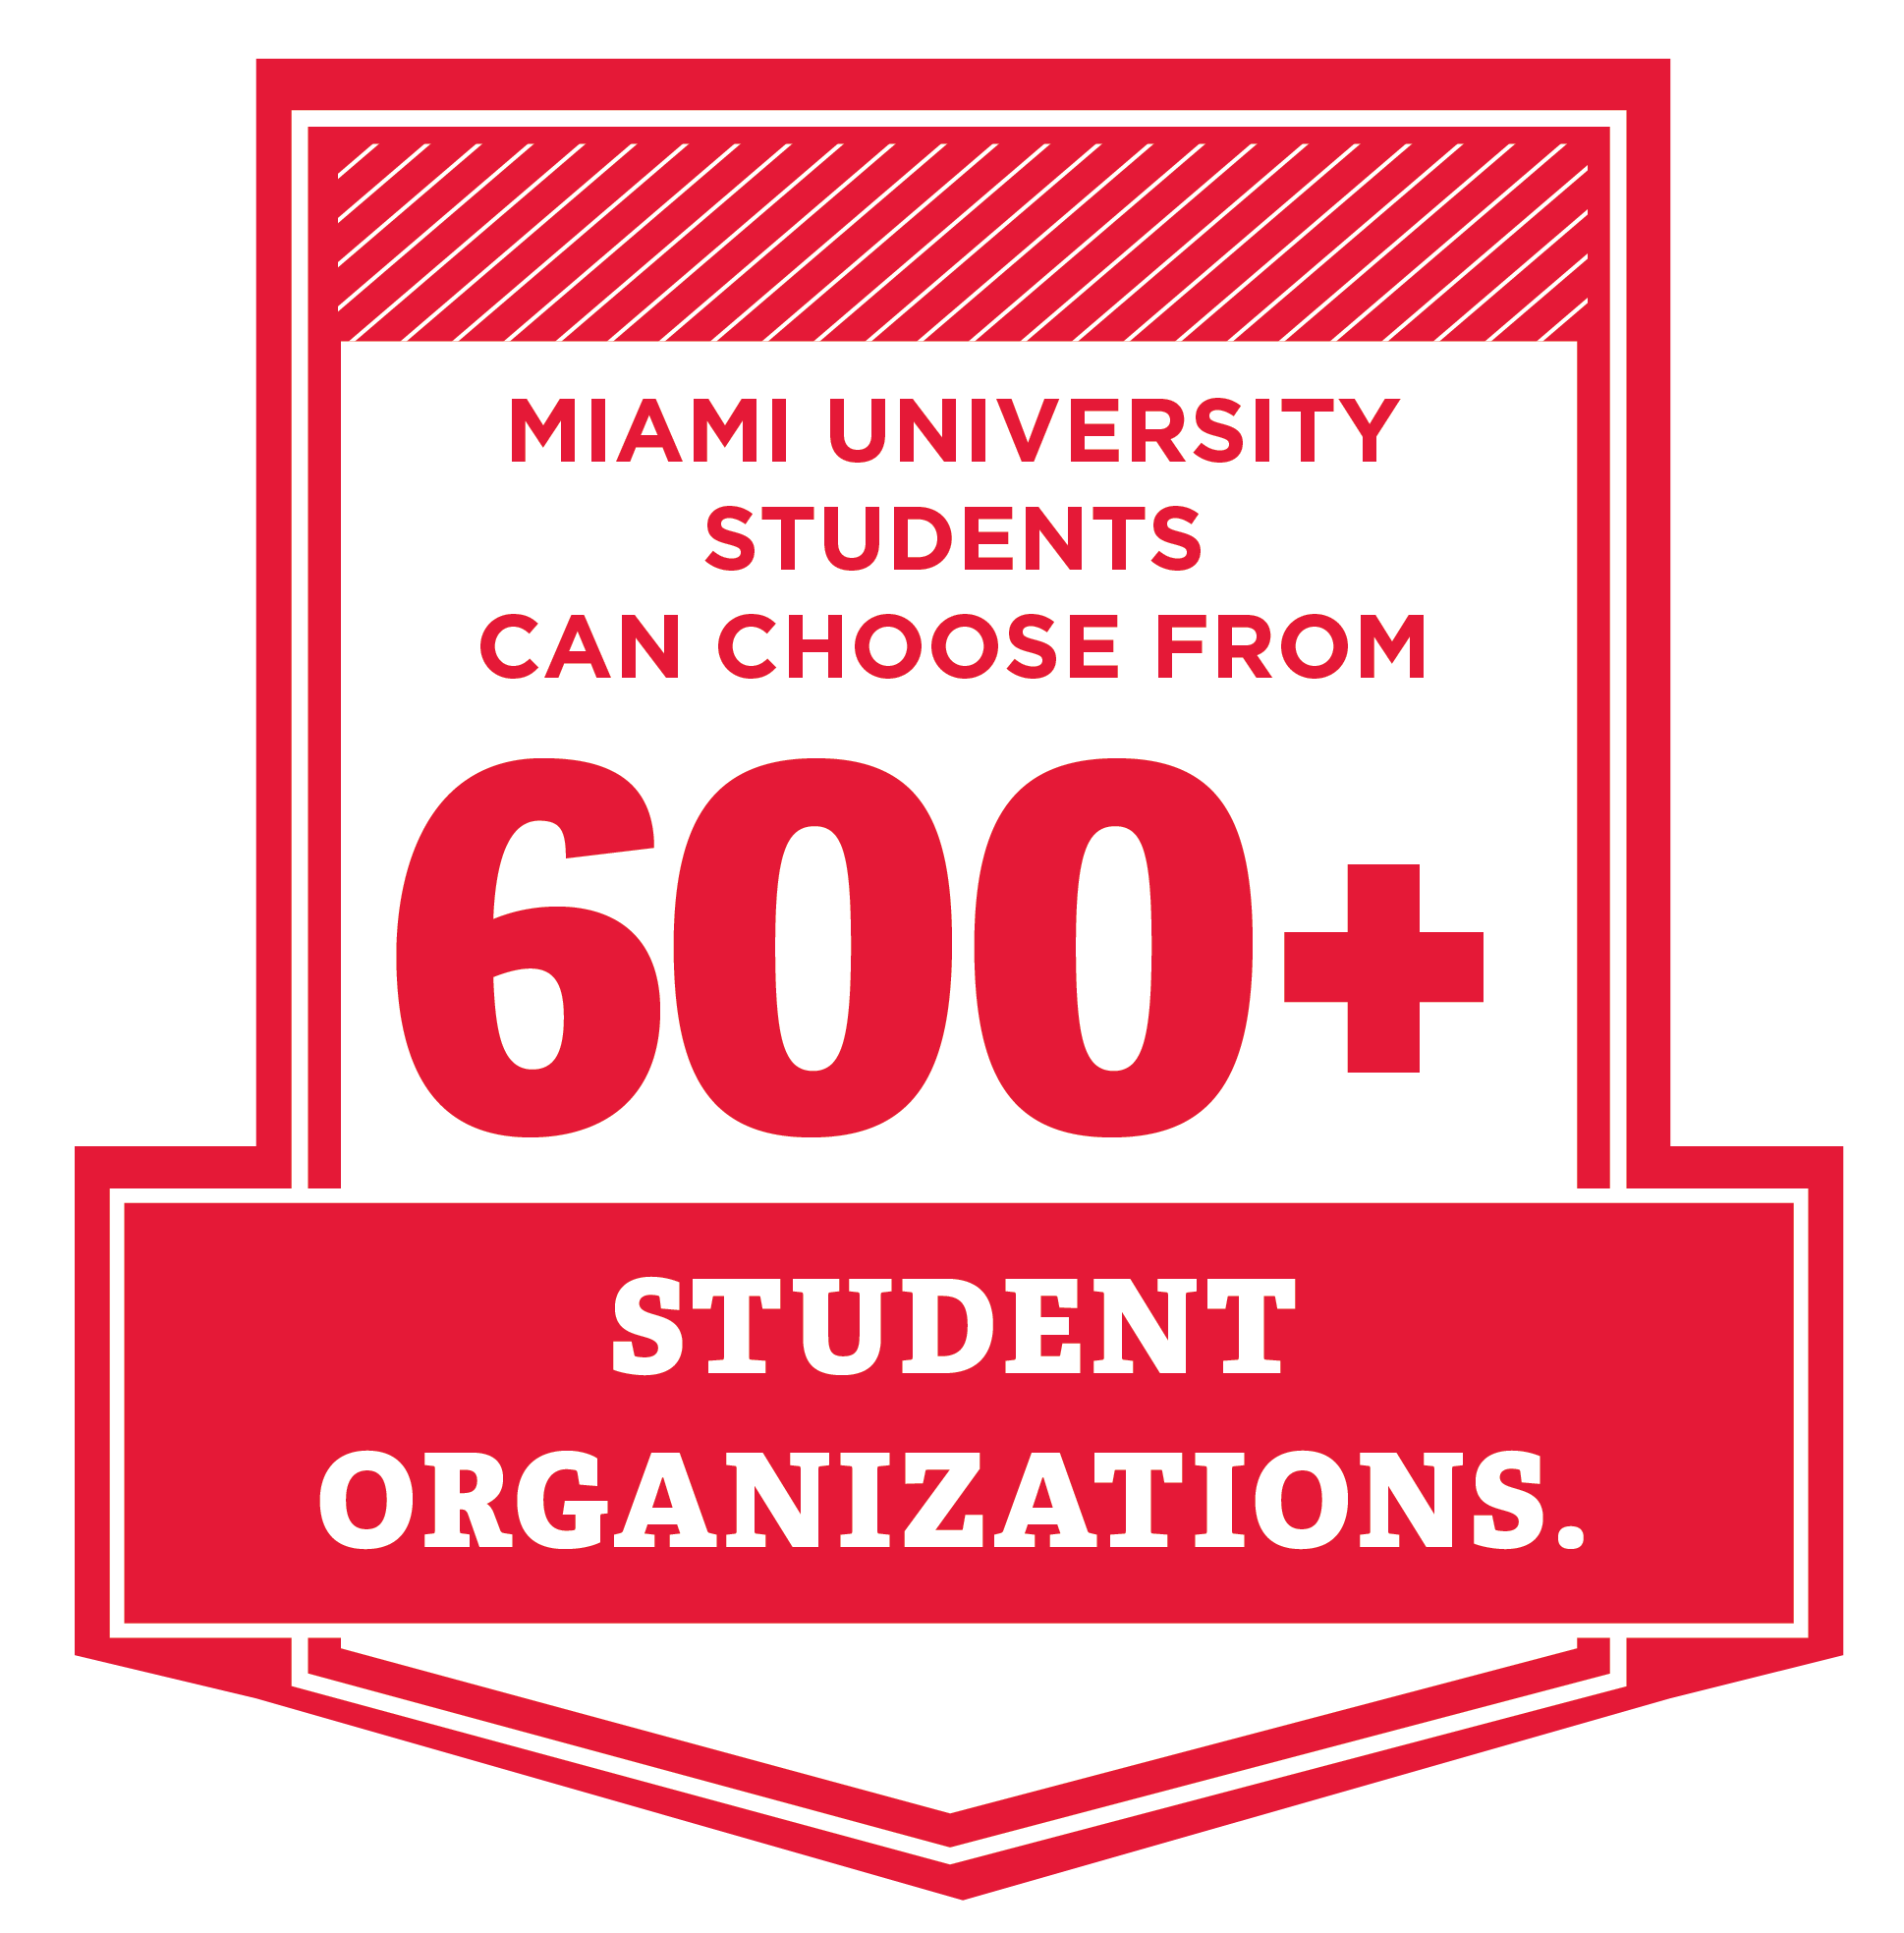 MIAMI UNIVERSITY
STUDENTS
CAN CHOOSE FROM
600+
STUDENT
ORGANIZATIONS.